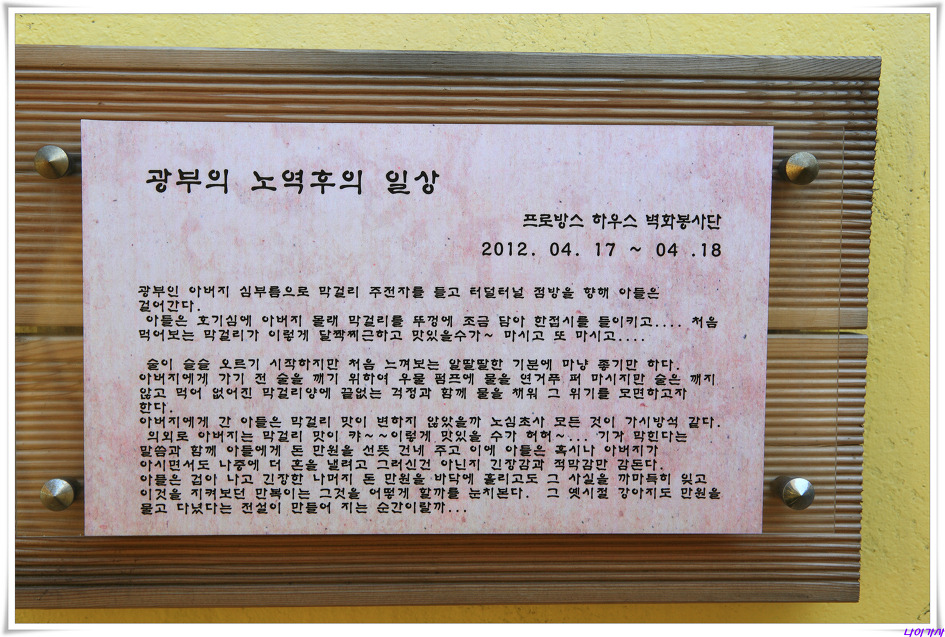 광부의 노역후의 일상
프로방스 하우스 벽화봉사단
2012. 04. 17 ~ 04 .18
광부인 아버지 심부름으로 막걸리 주전자를 들고 터덜터널 점방을 향해 아들은
걸어간다.
아들은 호기심에 아버지 몰래 막걸리를 뚜껑에 조금 담아 한접시를 들이키고.... 처음
먹어보는 막걸리가 이렇게 달짝찌근하고 맛있을수가~ 마시고 또 마시고....
술이 슬슬 오르기 시작하지만 처음 느껴보는 알딸딸한 기분에 마냥 좋기만 하다.
아버지에게 가기 전 술을 깨기 위하여 우물 펌프에 물을 연거푸 퍼 마시지만 술은 깨지
않고 먹어 없어진 막걸리양에 끝없는 걱정과 함께 물을 채워 그 위기를 모면하고자
한다.
아버지에게 간 아들은 막걸리 맛이 변하지 않았을까 노심초사 모든 것이 가시방석 같다.
의외로 아버지는 막걸리 맛이 캬~~이렇게 맛있을 수가 허허~... 기가 막힌다는
말씀과 함께 아들에게 돈 만원을 선뜻 건네 주고 이에 아들은 혹시나 아버지가
아시면서도 나중에 더 혼을 낼려고 그러신건 아닌지 긴장감과 적막감만 감돈다.
아들은 겁이 나고 긴장한 나머지 돈 만원을 바닥에 흘리고도 그 사실을 까마득히 잊고
이것을 지켜보던 만복이는 그것을 어떻게 할까를 눈치본다. 그 옛시절 강아지도 만원을
물고 다녔다는 전설이 만들어 지는 순간이랄까...
나이가사